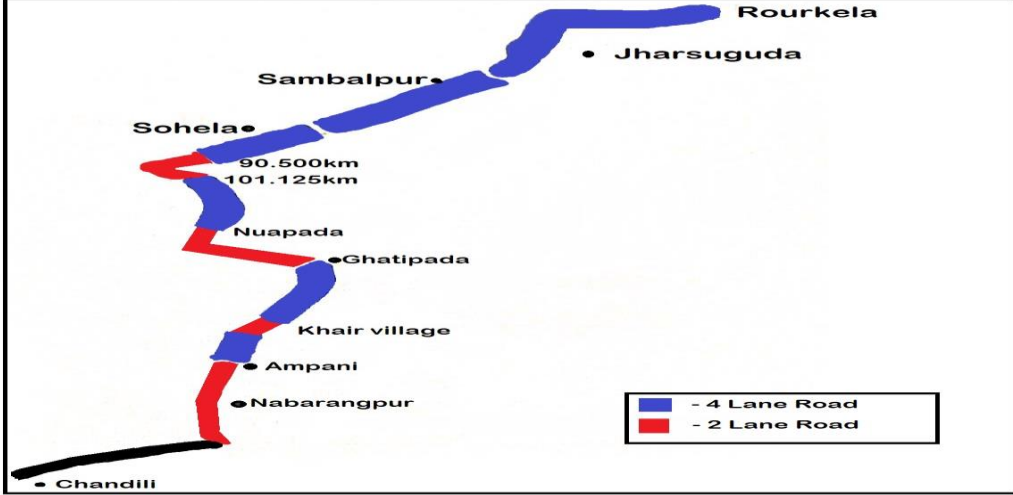 Rourkela
Jharsuguda
Sambalpur
Sohela
90.500km
101.125km
Nuapada
Ghatipada
Khair village
Ampani
Nabarangpur
- 4 Lane Road
- 2 Lane Road
Chandili